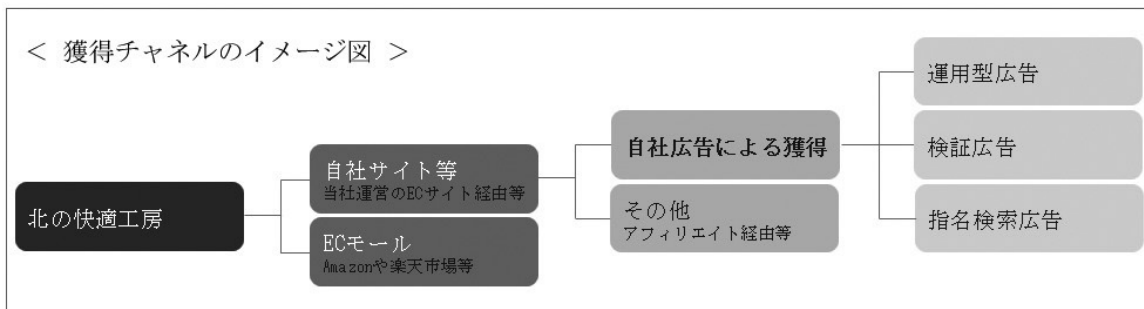 < 獲得チャネルのイメージ図 >
北の快適工房
自社サイト等
当社運営のECサイト経由等
ECモール
Amazonや楽天市場等
自社広告による獲得
その他
アフィリエイト経由等
運用型広告
検証広告
指名検索広告